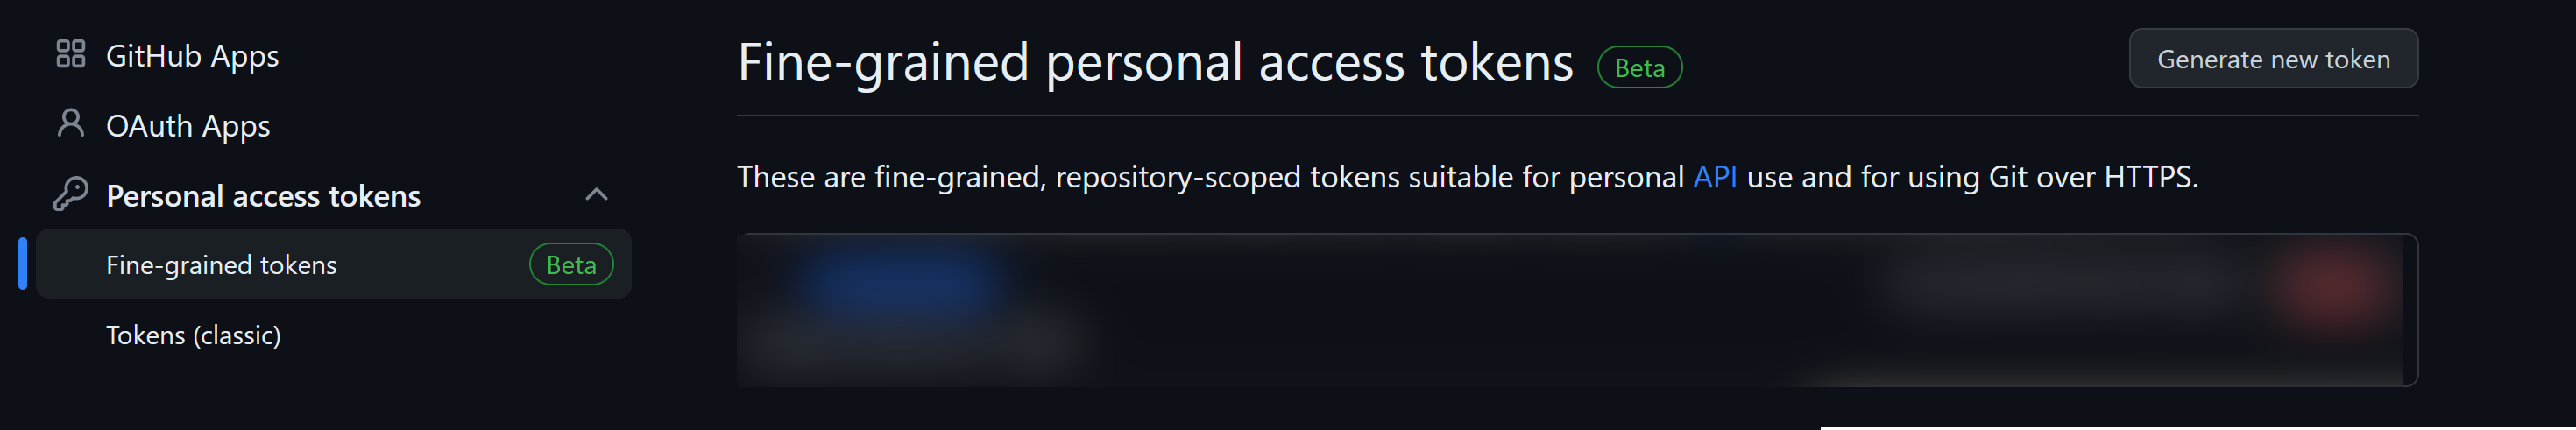 GitHub Apps
OAuth Apps
Personal access tokens
Fine-grained tokens Beta
Tokens (classic)
Fine-grained personal access tokens Beta
Generate new token
These are fine-grained, repository-scoped tokens suitable for personal API use and for using Git over HTTPS.